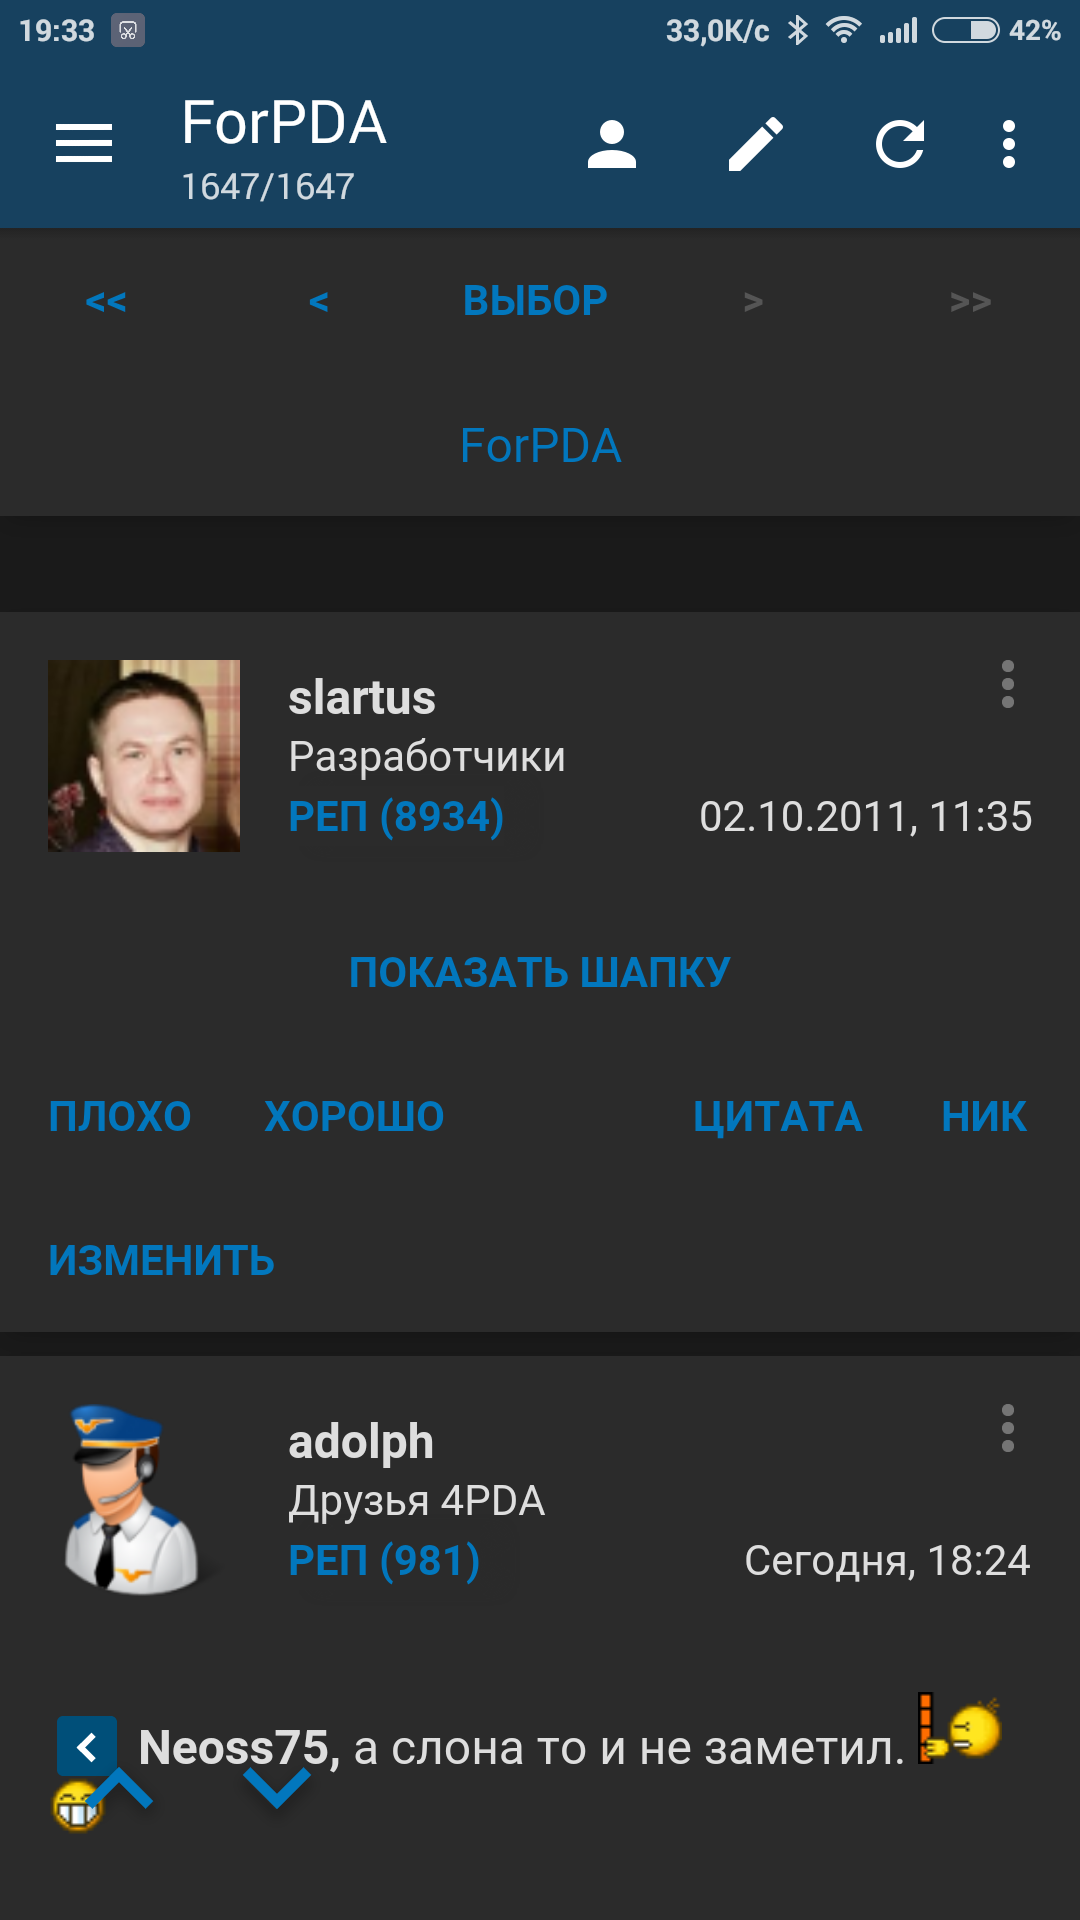 19:33 33,0K/c 42%
ForPDA
1647/1647
<< < ВЫБОР > >>
ForPDA
slartus
Разработчики
РЕП (8934) 02.10.2011, 11:35
ПОКАЗАТЬ ШАПКУ
ПЛОХО ХОРОШО ЦИТАТА НИК
ИЗМЕНИТЬ
adolph
Друзья 4PDA
РЕП (981) Сегодня, 18:24
Neoss75, а слона то и не заметил.